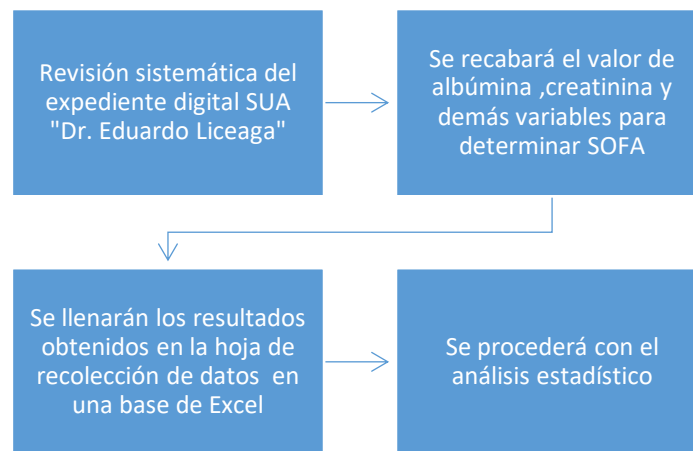 Revisión sistemática del
expediente digital SUA
"Dr. Eduardo Liceaga"
Se recabará el valor de
albúmina ,creatinina y
demás variables para
determinar SOFA
Se llenarán los resultados
obtenidos en la hoja de
recolección de datos en
una base de Excel
Se procederá con el
análisis estadístico